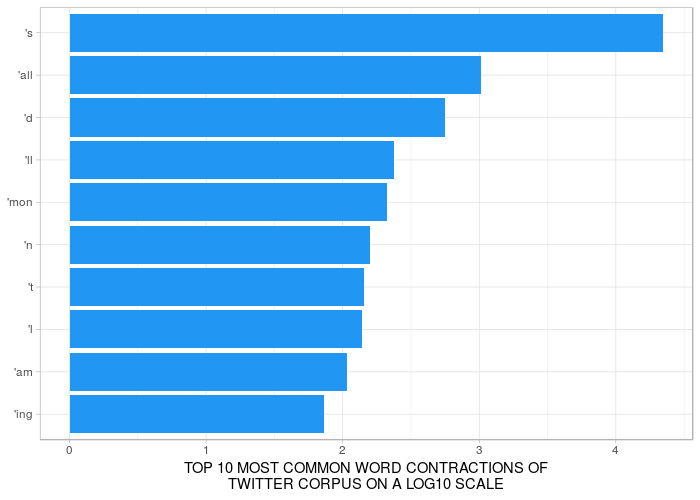 's
'all
'd
'll
'mon
'n
't
'l
'am
'ing
0 1 2 3 4
TOP 10 MOST COMMON WORD CONTRACTIONS OF
TWITTER CORPUS ON A LOG10 SCALE